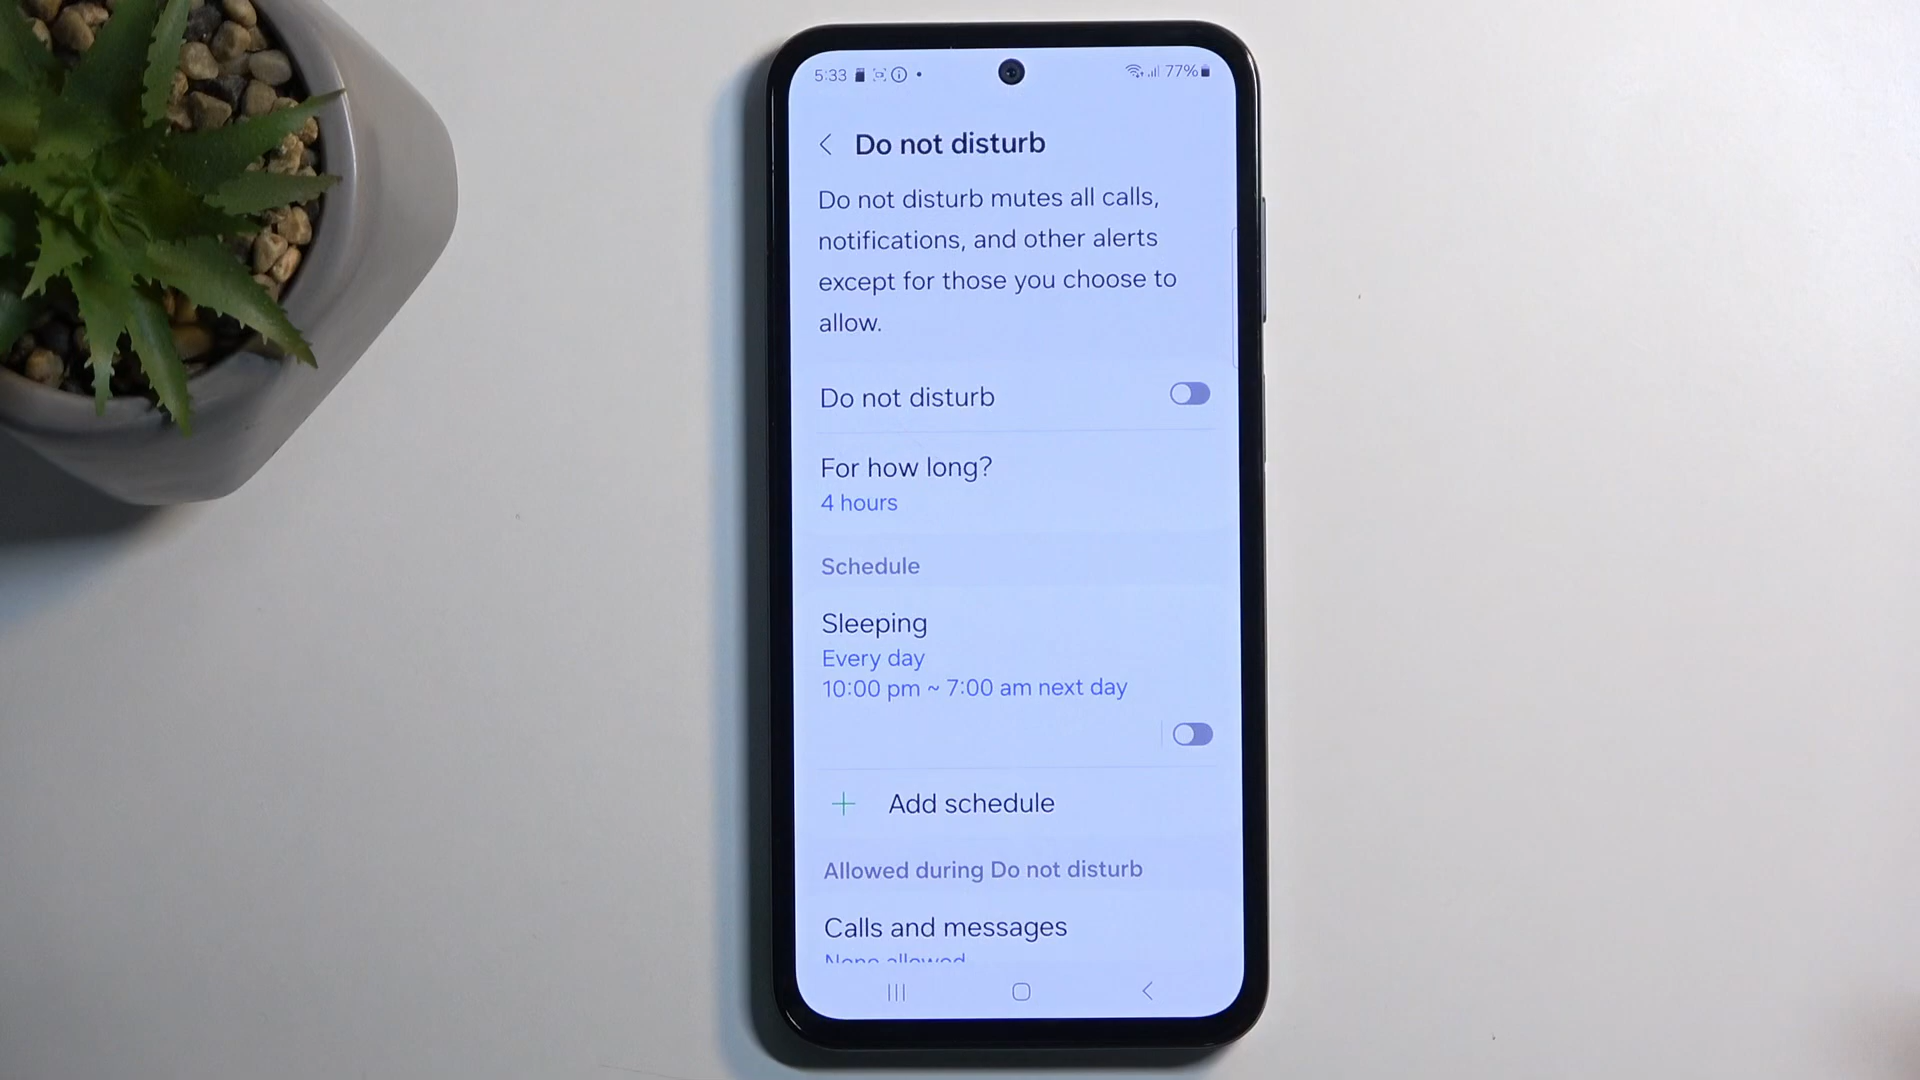 5:33
77%
Do not disturb
Do not disturb mutes all calls,
notifications, and other alerts
except for those you choose to
allow.
Do not disturb
For how long?
4 hours
Schedule
Sleeping
Every day
10:00 pm ~ 7:00 am next day
Add schedule
Allowed during Do not disturb
Calls and messages
None allowed